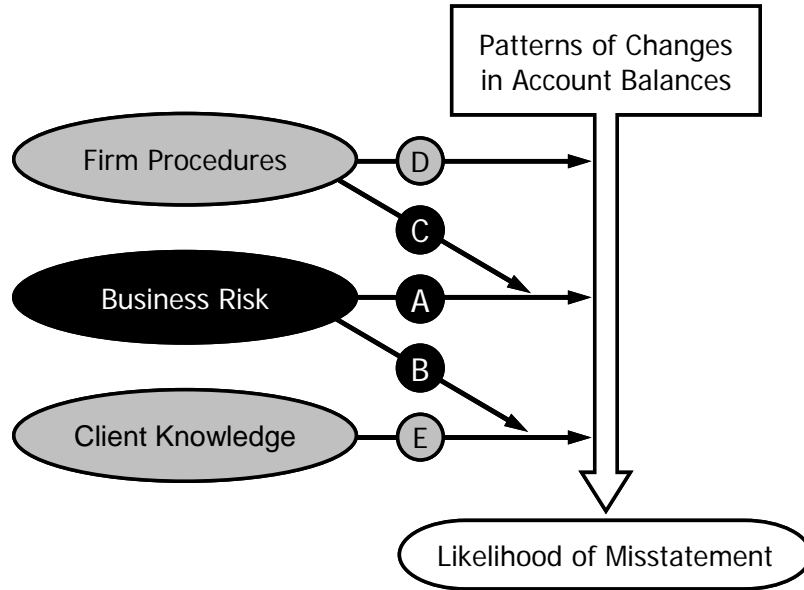 Patterns of Changes
in Account Balances
Firm Procedures
D
C
Business Risk
A
B
Client Knowledge
E
Likelihood of Misstatement